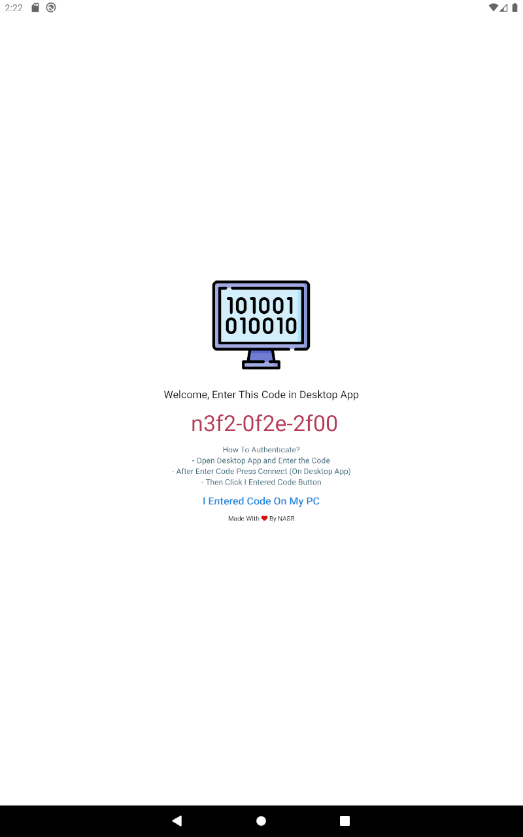 2:22
101001
010010
Welcome, Enter This Code in Desktop App
n3f2-0f2e-2f00
How To Authenticate?
- Open Desktop App and Enter the Code
- After Enter Code Press Connect (On Desktop App)
- Then Click I Entered Code Button
I Entered Code On My PC
Made With ❤ By NASR